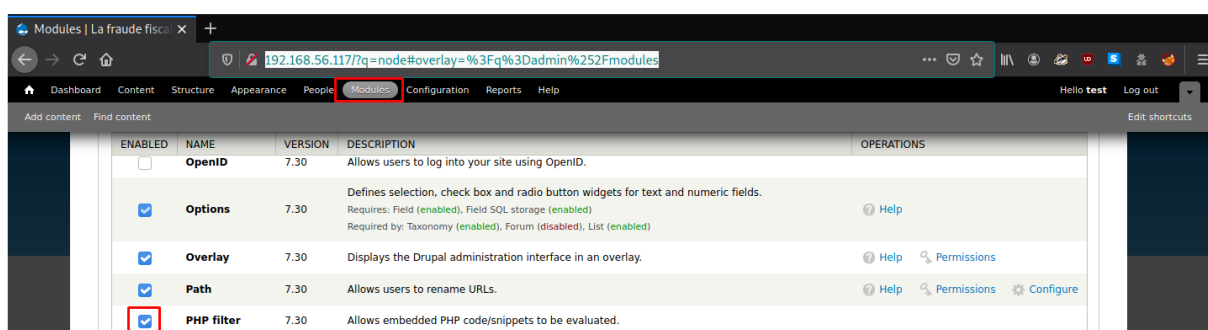 Modules | La fraude fisca
192.168.56.117/?q=node#overlay=%3Fq%3Dadmin%252Fmodules
Dashboard Content Structure Appearance People Modules Configuration Reports Help Hello test Log out
Add content Find content Edit shortcuts
ENABLED NAME VERSION DESCRIPTION OPERATIONS
OpenID 7.30 Allows users to log into your site using OpenID.
Defines selection, check box and radio button widgets for text and numeric fields.
Options 7.30 Requires: Field (enabled), Field SQL storage (enabled) Help
Required by: Taxonomy (enabled), Forum (disabled), List (enabled)
Overlay 7.30 Displays the Drupal administration interface in an overlay. Help Permissions
Path 7.30 Allows users to rename URLs. Help Permissions Configure
PHP filter 7.30 Allows embedded PHP code/snippets to be evaluated.